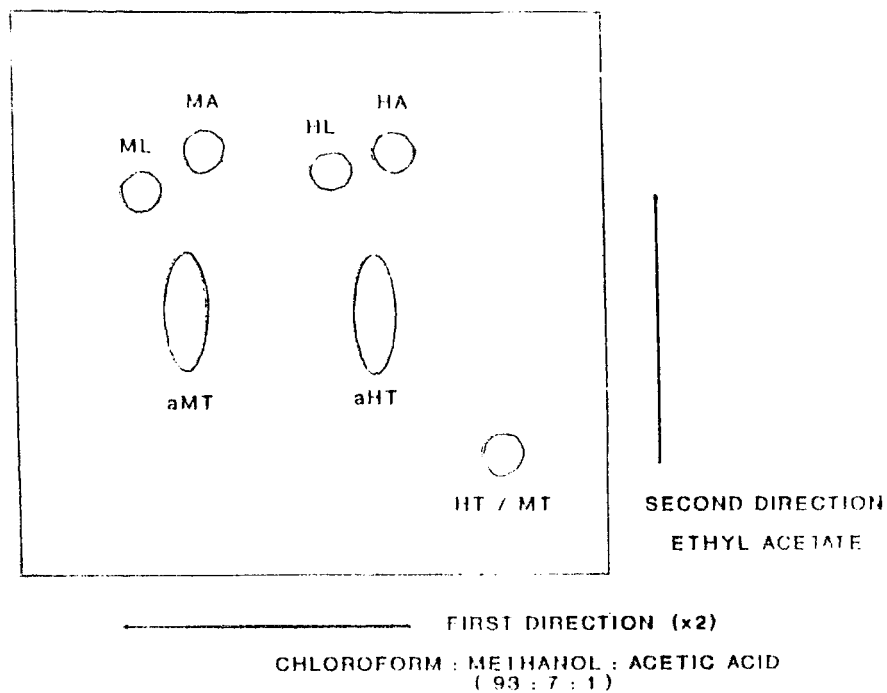 MA
HA
ML
HL
aMT
aHT
HT / MT
SECOND DIRECTION
ETHYL ACETATE
FIRST DIRECTION (x2)
CHLOROFORM : METHANOL : ACETIC ACID
( 93 : 7 : 1 )